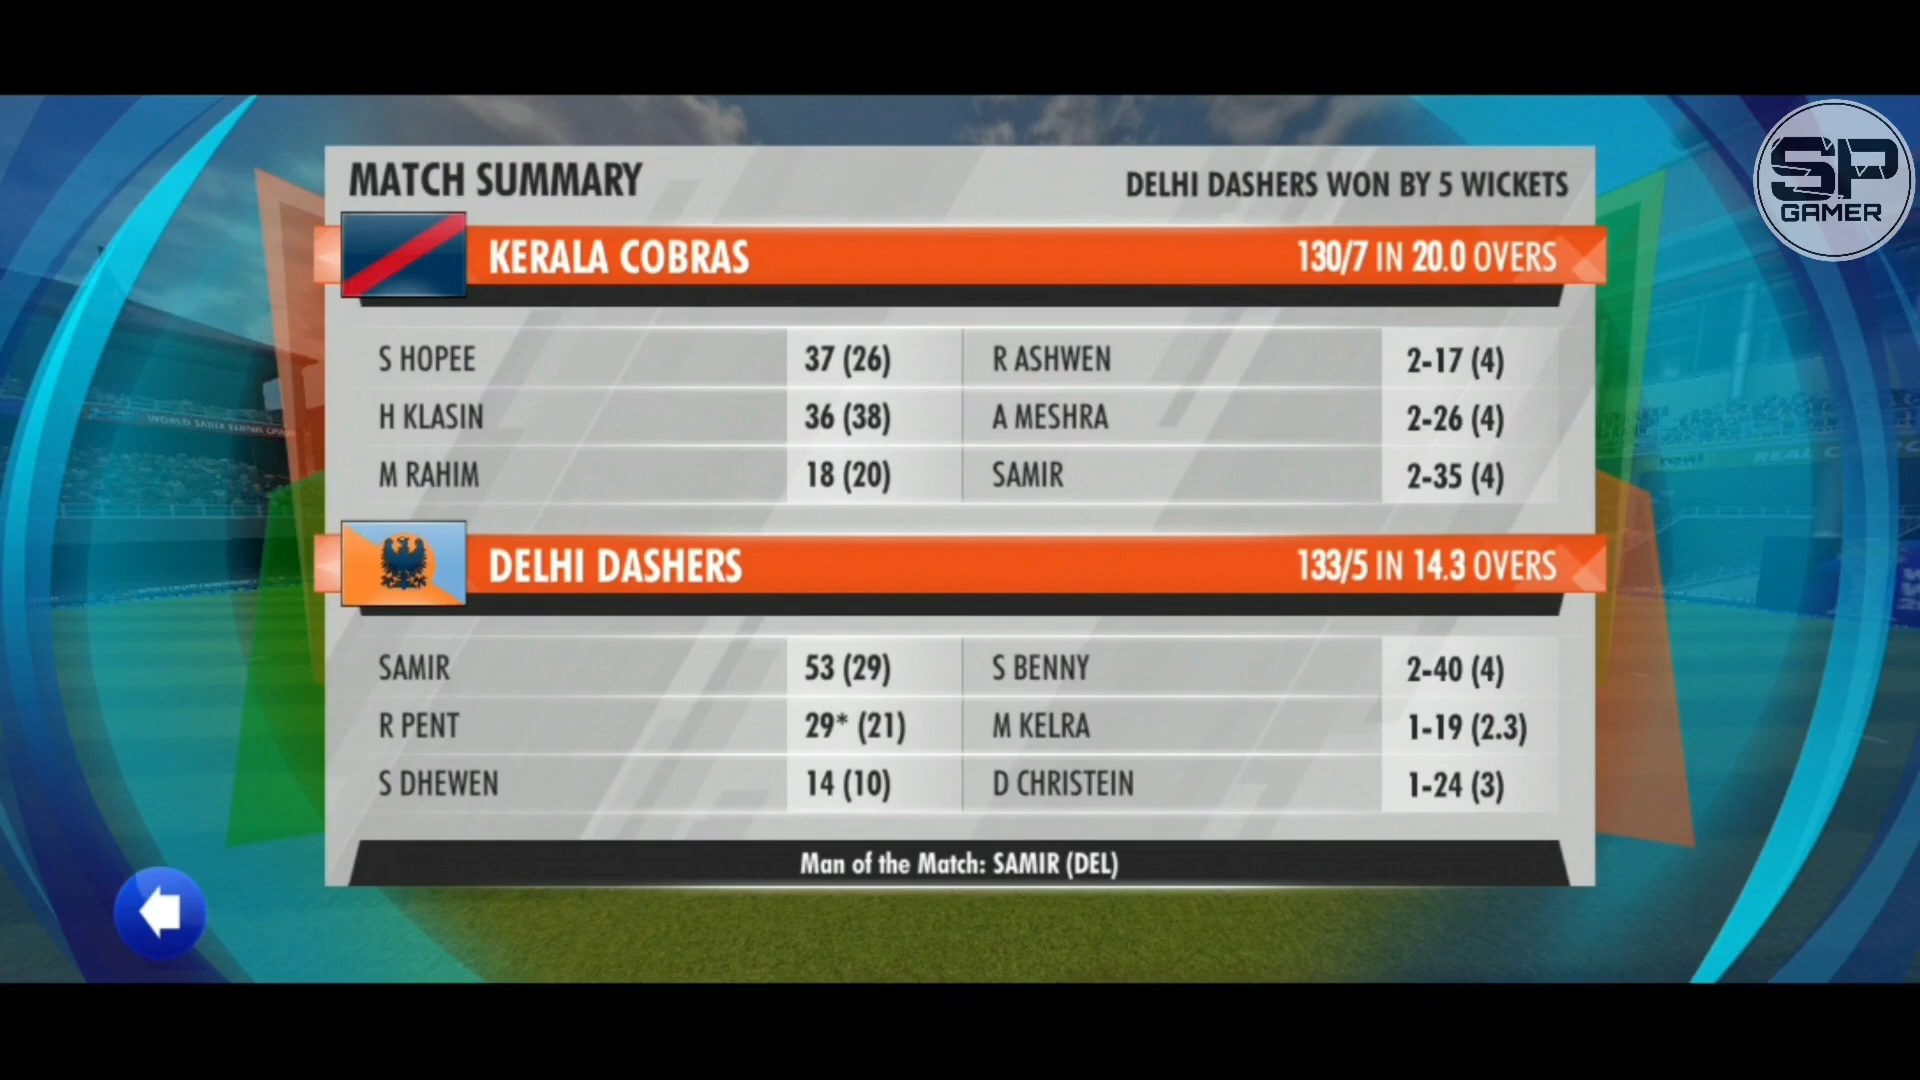 SP
GAMER
MATCH SUMMARY
DELHI DASHERS WON BY 5 WICKETS
KERALA COBRAS 130/7 IN 20.0 OVERS
S HOPEE 37 (26) R ASHWEN 2-17 (4)
H KLASIN 36 (38) A MESHRA 2-26 (4)
M RAHIM 18 (20) SAMIR 2-35 (4)
DELHI DASHERS 133/5 IN 14.3 OVERS
SAMIR 53 (29) S BENNY 2-40 (4)
R PENT 29* (21) M KELRA 1-19 (2.3)
S DHEWEN 14 (10) D CHRISTEIN 1-24 (3)
Man of the Match: SAMIR (DEL)